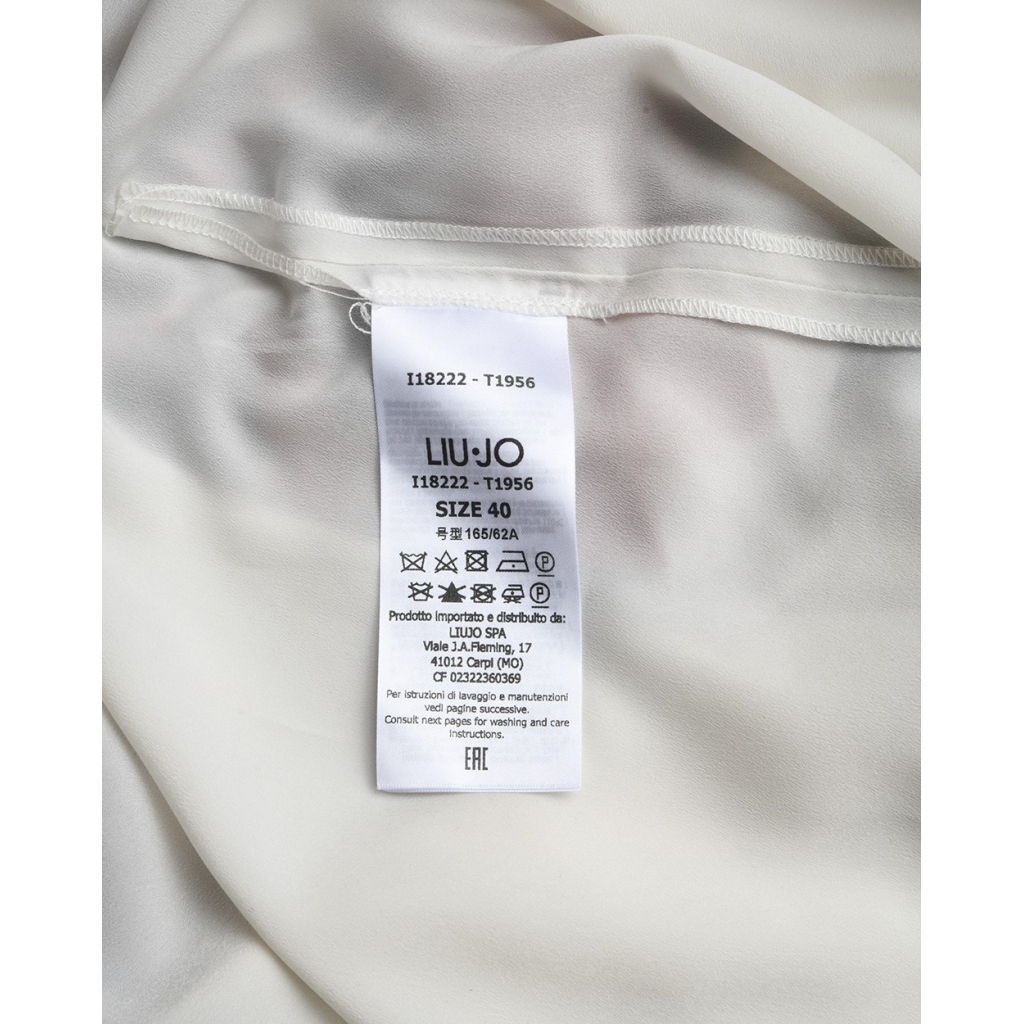 I18222 - T1956
LIU·JO
I18222 - T1956
SIZE 40
号型165/62A
P
P
Prodotto importato e distribuito da:
LIUJO SPA
Viale J.A.Fleming, 17
41012 Carpi (MO)
CF 02322360369
Per istruzioni di lavaggio e manutenzioni
vedi pagine successive.
Consult next pages for washing and care
instructions.
EAC